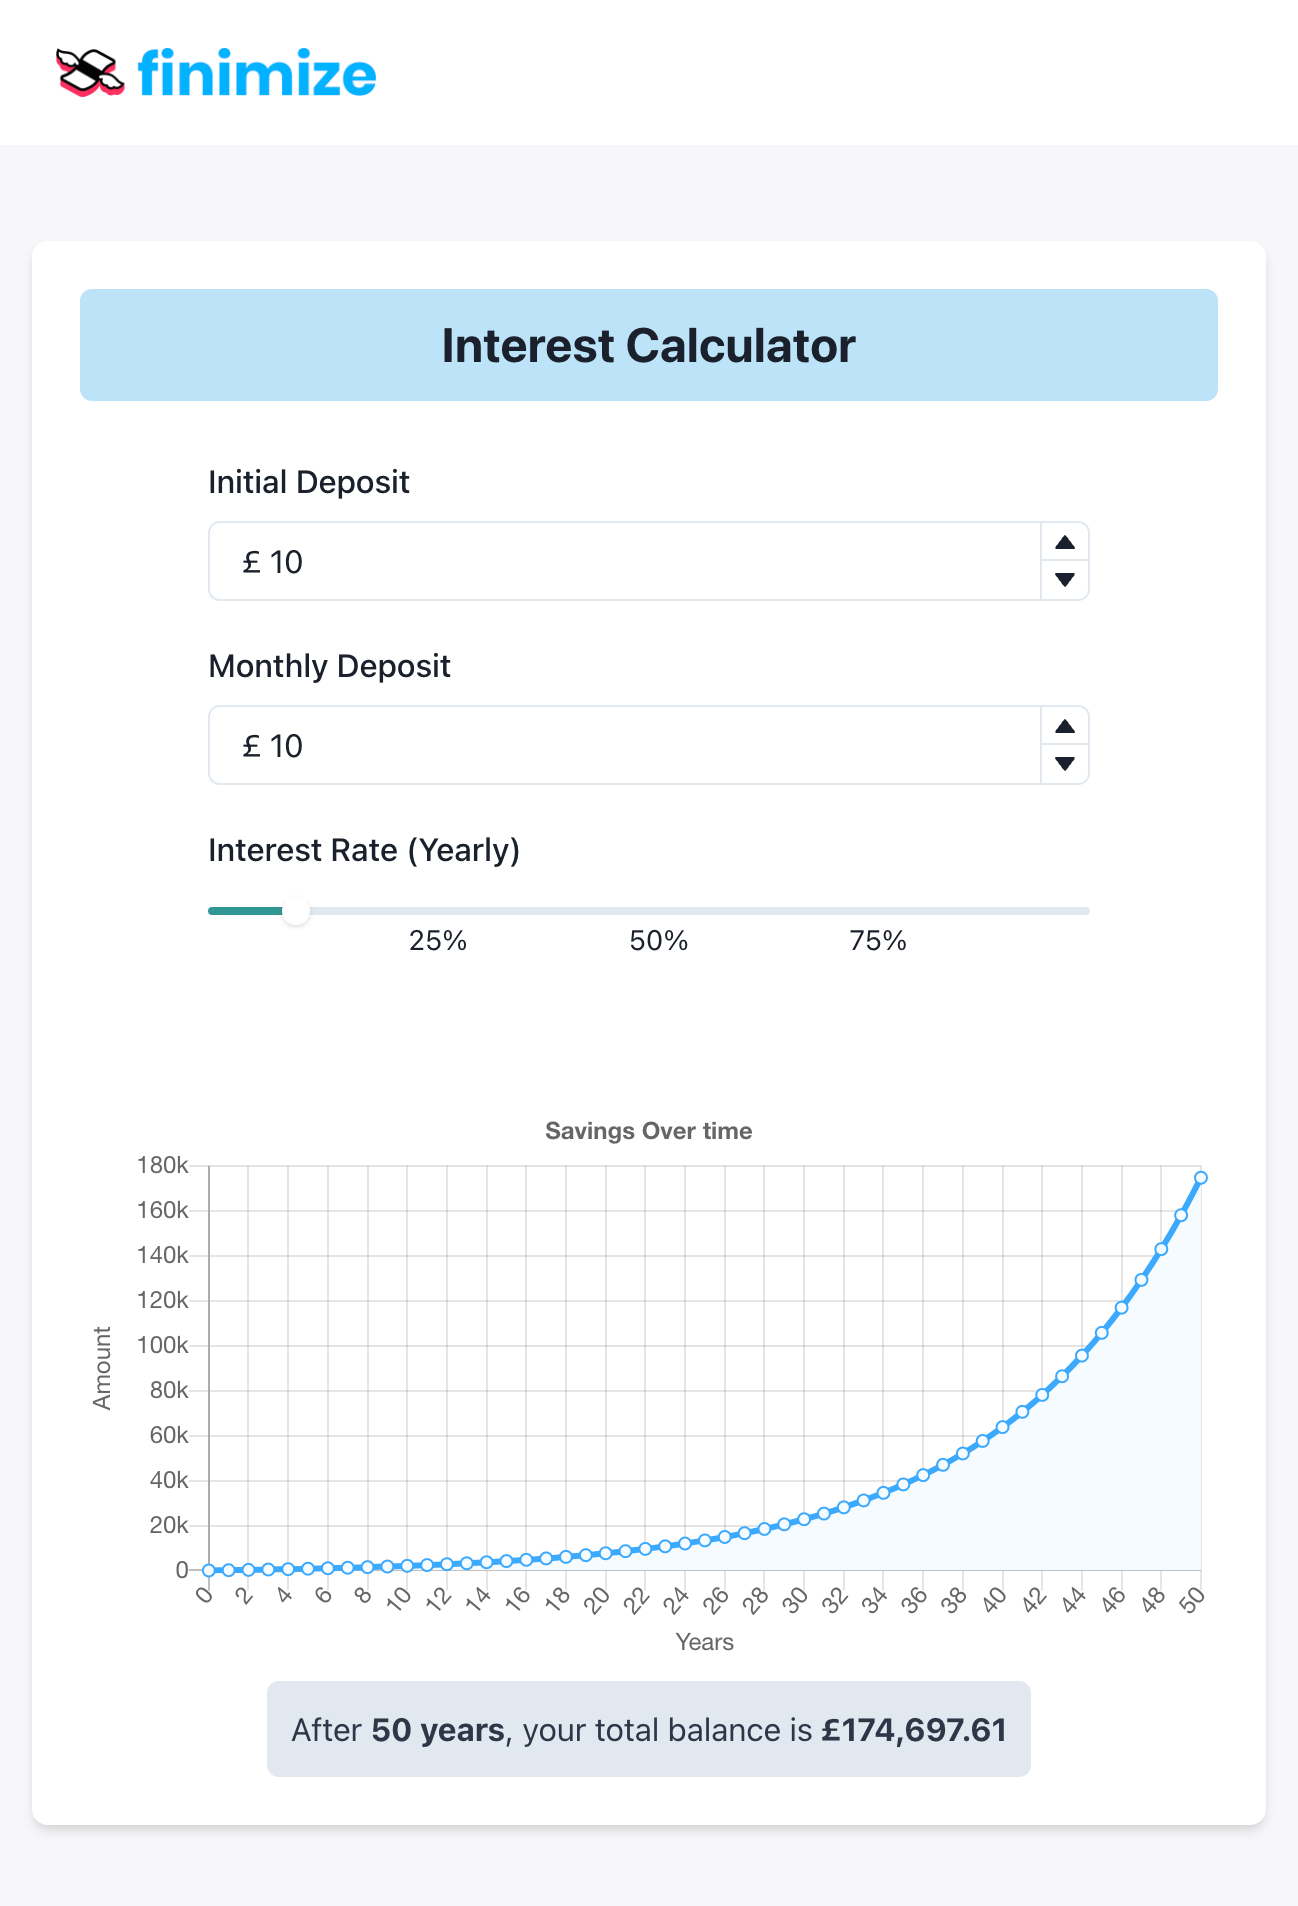 finimize
Interest Calculator
Initial Deposit
£ 10
Monthly Deposit
£ 10
Interest Rate (Yearly)
25% 50% 75%
Savings Over time
180k
160k
140k
120k
100k
80k
60k
40k
20k
0
Amount
0 2 4 6 8 10 12 14 16 18 20 22 24 26 28 30 32 34 36 38 40 42 44 46 48 50
Years
After 50 years, your total balance is £174,697.61